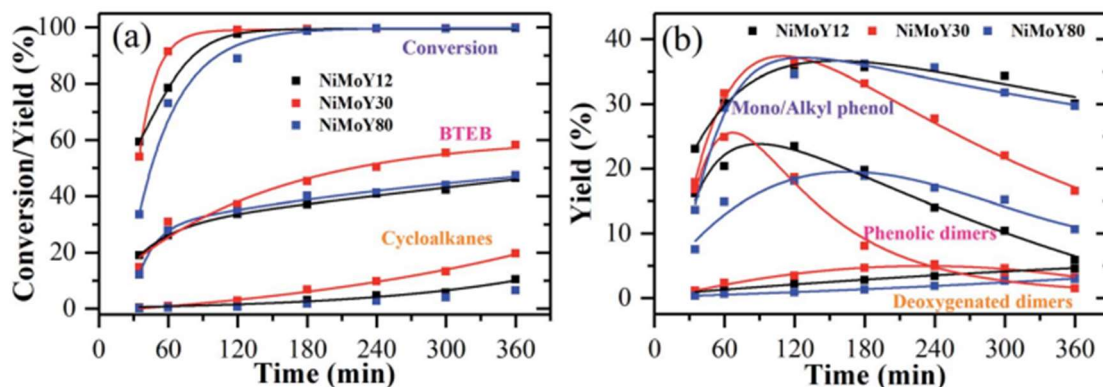 (a)
Conversion/Yield (%)
100
80
60
40
20
0
Conversion
NiMoY12
NiMoY30
NiMoY80
BTEB
Cycloalkanes
0 60 120 180 240 300 360
Time (min)
(b)
NiMoY12 NiMoY30 NiMoY80
Yield (%)
40
30
20
10
0
Mono/Alkyl phenol
Phenolic dimers
Deoxygenated dimers
0 60 120 180 240 300 360
Time (min)